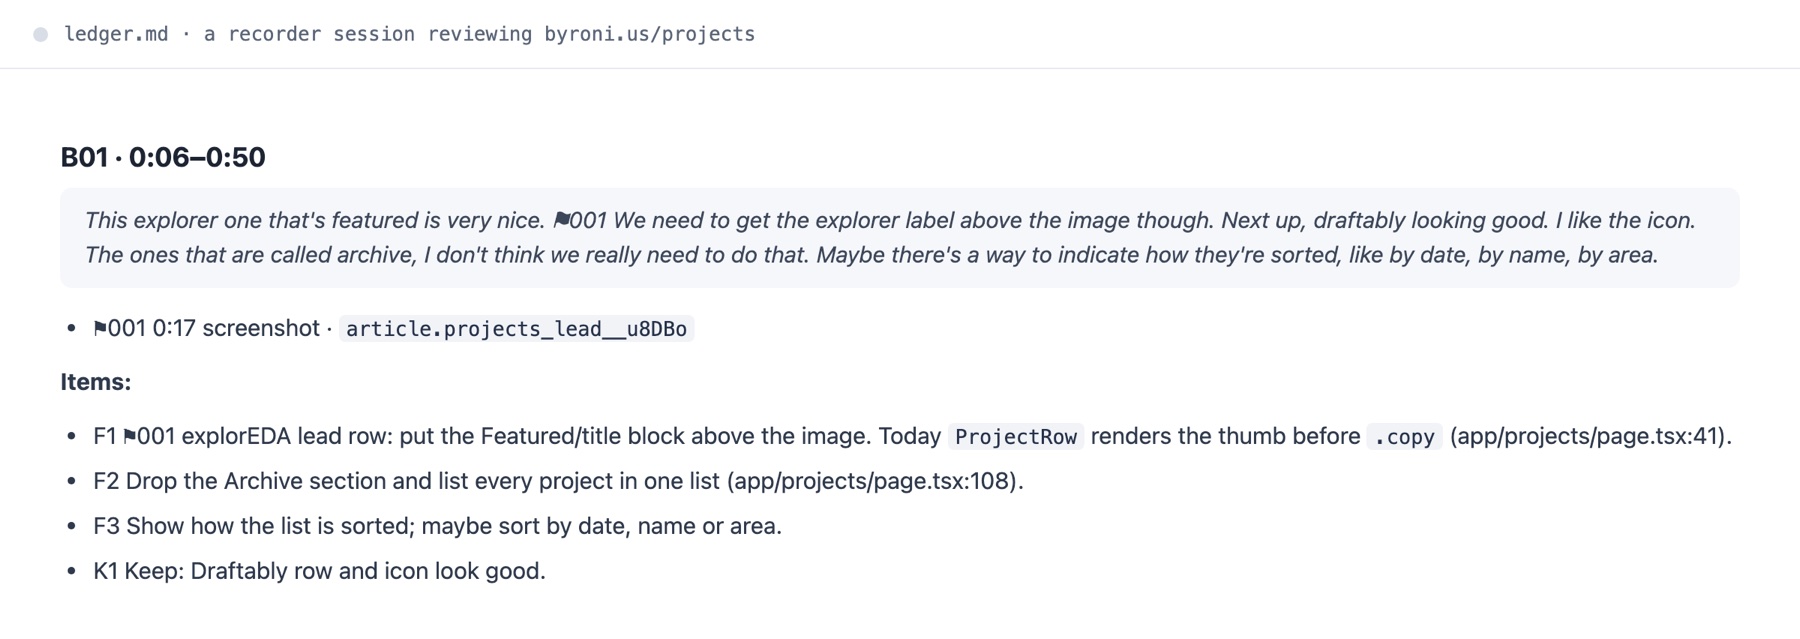 ledger.md · a recorder session reviewing byroni.us/projects
B01 · 0:06–0:50
This explorer one that's featured is very nice. ⚑001 We need to get the explorer label above the image though. Next up, draftably looking good. I like the icon.
The ones that are called archive, I don't think we really need to do that. Maybe there's a way to indicate how they're sorted, like by date, by name, by area.
• ⚑001 0:17 screenshot · article.projects_lead__u8DBo
Items:
• F1 ⚑001 explorEDA lead row: put the Featured/title block above the image. Today ProjectRow renders the thumb before .copy (app/projects/page.tsx:41).
• F2 Drop the Archive section and list every project in one list (app/projects/page.tsx:108).
• F3 Show how the list is sorted; maybe sort by date, name or area.
• K1 Keep: Draftably row and icon look good.